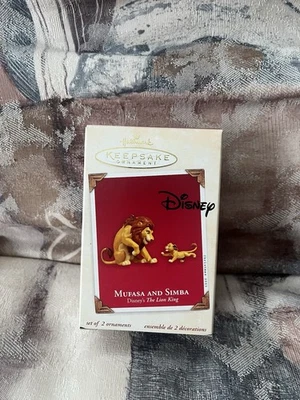 Hallmark
KEEPSAKE
ORNAMENT
Disney
MUFASA AND SIMBA
Disney's The Lion King
set of 2 ornaments ensemble de 2 décorations